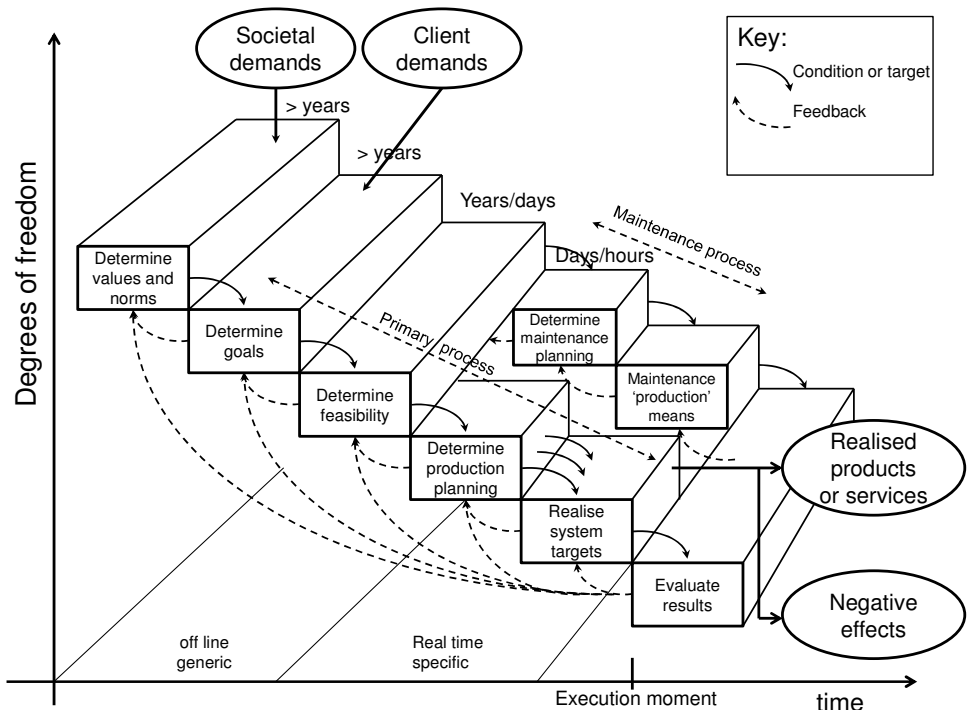 Societal
demands
Client
demands
Key:
Condition or target
Feedback
> years
> years
Years/days
Days/hours
Maintenance process
Primary process
Degrees of freedom
Determine
values and
norms
Determine
goals
Determine
feasibility
Determine
production
planning
Realise
system
targets
Evaluate
results
Determine
maintenance
planning
Maintenance
‘production’
means
Realised
products
or services
Negative
effects
off line
generic
Real time
specific
Execution moment
time